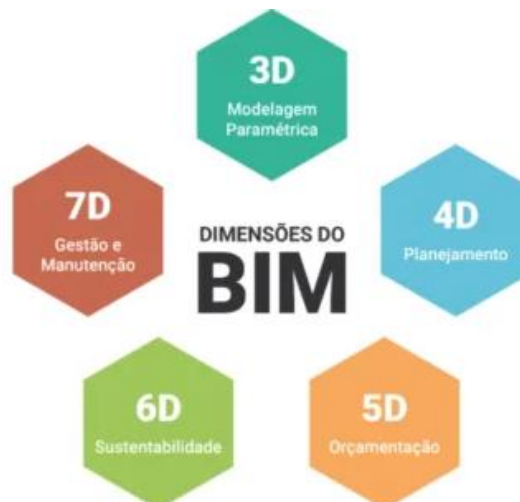 3D
Modelagem
Paramétrica
7D
Gestão e
Manutenção
DIMENSÕES DO
BIM
4D
Planejamento
6D
Sustentabilidade
5D
Orçamentação